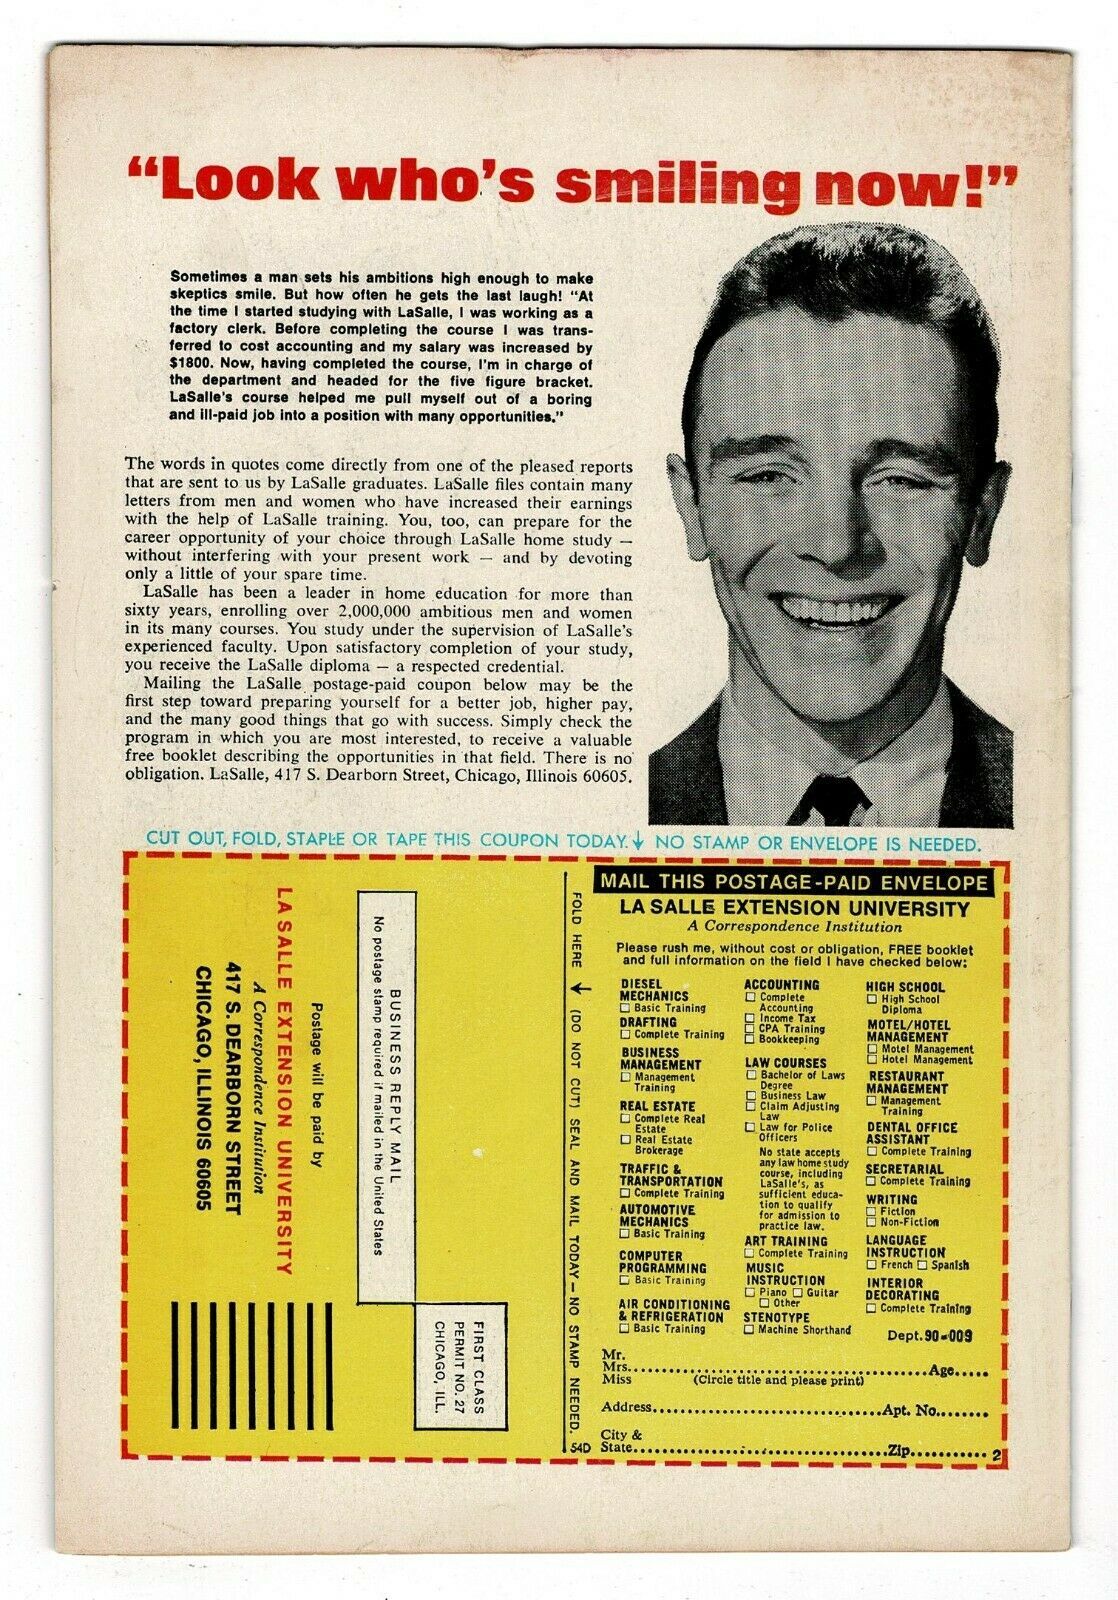 “Look who’s smiling now!”
Sometimes a man sets his ambitions high enough to make
skeptics smile. But how often he gets the last laugh! “At
the time I started studying with LaSalle, I was working as a
factory clerk. Before completing the course I was trans-
ferred to cost accounting and my salary was increased by
$1800. Now, having completed the course, I’m in charge of
the department and headed for the five figure bracket.
LaSalle’s course helped me pull myself out of a boring
and ill-paid job into a position with many opportunities.”
The words in quotes come directly from one of the pleased reports
that are sent to us by LaSalle graduates. LaSalle files contain many
letters from men and women who have increased their earnings
with the help of LaSalle training. You, too, can prepare for the
career opportunity of your choice through LaSalle home study –
without interfering with your present work – and by devoting
only a little of your spare time.
LaSalle has been a leader in home education for more than
sixty years, enrolling over 2,000,000 ambitious men and women
in its many courses. You study under the supervision of LaSalle’s
experienced faculty. Upon satisfactory completion of your study,
you receive the LaSalle diploma – a respected credential.
Mailing the LaSalle postage-paid coupon below may be the
first step toward preparing yourself for a better job, higher pay,
and the many good things that go with success. Simply check the
program in which you are most interested, to receive a valuable
free booklet describing the opportunities in that field. There is no
obligation. LaSalle, 417 S. Dearborn Street, Chicago, Illinois 60605.
CUT OUT, FOLD, STAPLE OR TAPE THIS COUPON TODAY.↓ NO STAMP OR ENVELOPE IS NEEDED.
BUSINESS REPLY MAIL
No postage stamp required if mailed in the United States
FIRST CLASS
PERMIT NO. 27
CHICAGO, ILL.
Postage will be paid by
LA SALLE EXTENSION UNIVERSITY
A Correspondence Institution
417 S. DEARBORN STREET
CHICAGO, ILLINOIS 60605
FOLD HERE ↓ (DO NOT CUT) SEAL AND MAIL TODAY – NO STAMP NEEDED.
54D
MAIL THIS POSTAGE-PAID ENVELOPE
LA SALLE EXTENSION UNIVERSITY
A Correspondence Institution
Please rush me, without cost or obligation, FREE booklet
and full information on the field I have checked below:
DIESEL
MECHANICS
☐ Basic Training
DRAFTING
☐ Complete Training
BUSINESS
MANAGEMENT
☐ Management
Training
REAL ESTATE
☐ Complete Real
Estate
☐ Real Estate
Brokerage
TRAFFIC &
TRANSPORTATION
☐ Complete Training
AUTOMOTIVE
MECHANICS
☐ Basic Training
COMPUTER
PROGRAMMING
☐ Basic Training
AIR CONDITIONING
& REFRIGERATION
☐ Basic Training
ACCOUNTING
☐ Complete
Accounting
☐ Income Tax
☐ CPA Training
☐ Bookkeeping
LAW COURSES
☐ Bachelor of Laws
Degree
☐ Business Law
☐ Claim Adjusting
Law
☐ Law for Police
Officers
No state accepts
any law home study
course, including
LaSalle’s, as
sufficient educa-
tion to qualify
for admission to
practice law.
ART TRAINING
☐ Complete Training
MUSIC
INSTRUCTION
☐ Piano ☐ Guitar
☐ Other
STENOTYPE
☐ Machine Shorthand
HIGH SCHOOL
☐ High School
Diploma
MOTEL/HOTEL
MANAGEMENT
☐ Motel Management
☐ Hotel Management
RESTAURANT
MANAGEMENT
☐ Management
Training
DENTAL OFFICE
ASSISTANT
☐ Complete Training
SECRETARIAL
☐ Complete Training
WRITING
☐ Fiction
☐ Non-Fiction
LANGUAGE
INSTRUCTION
☐ French ☐ Spanish
INTERIOR
DECORATING
☐ Complete Training
Dept. 90-009
Mr.
Mrs. Age
Miss (Circle title and please print)
Address Apt. No.
City &
State Zip 2